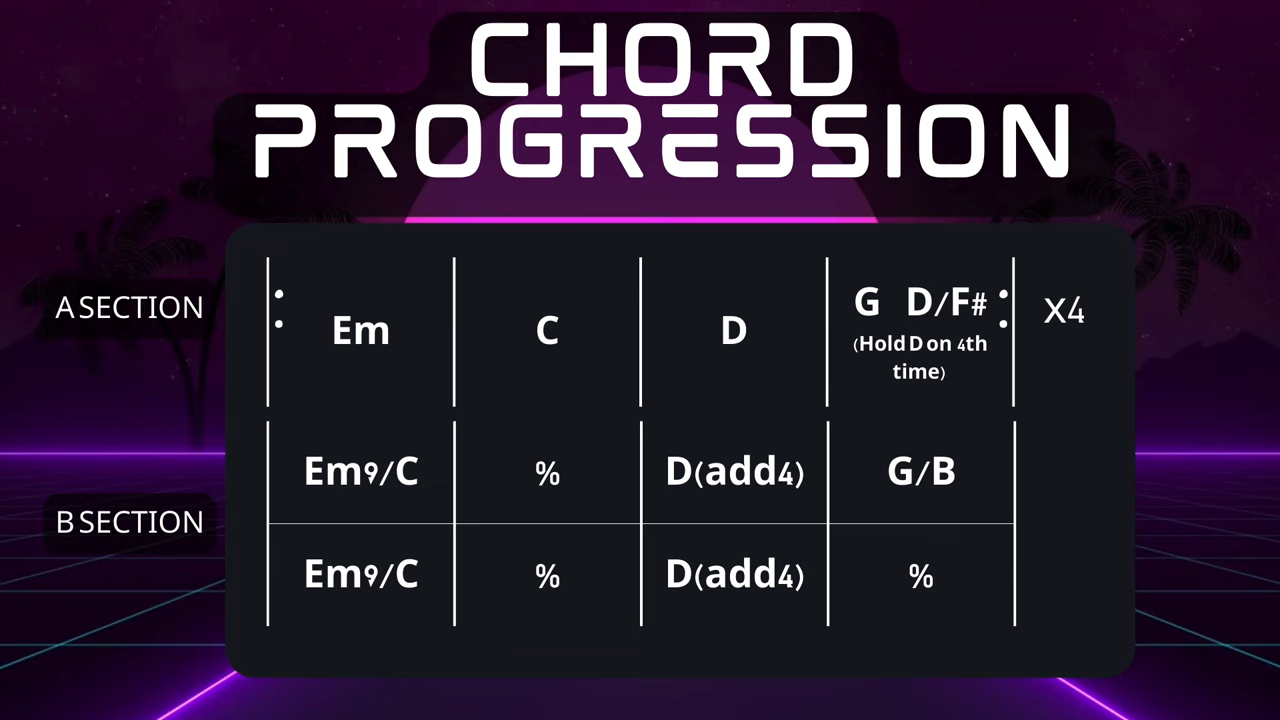 CHORD
PROGRESSION
A SECTION
: Em C D G D/F# : X4
(Hold D on 4th
time)
B SECTION
Em9/C % D(add4) G/B
Em9/C % D(add4) %